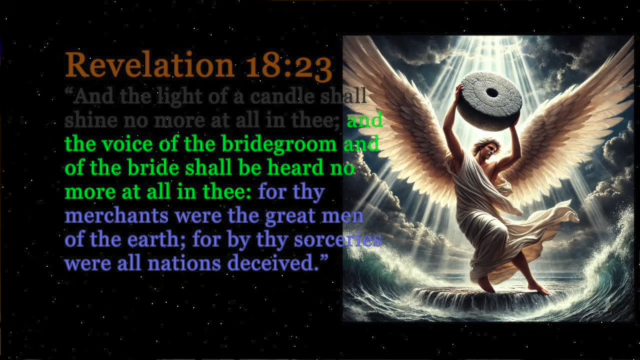 Revelation 18:23
“And the light of a candle shall
shine no more at all in thee; and
the voice of the bridegroom and
of the bride shall be heard no
more at all in thee: for thy
merchants were the great men
of the earth; for by thy sorceries
were all nations deceived.”